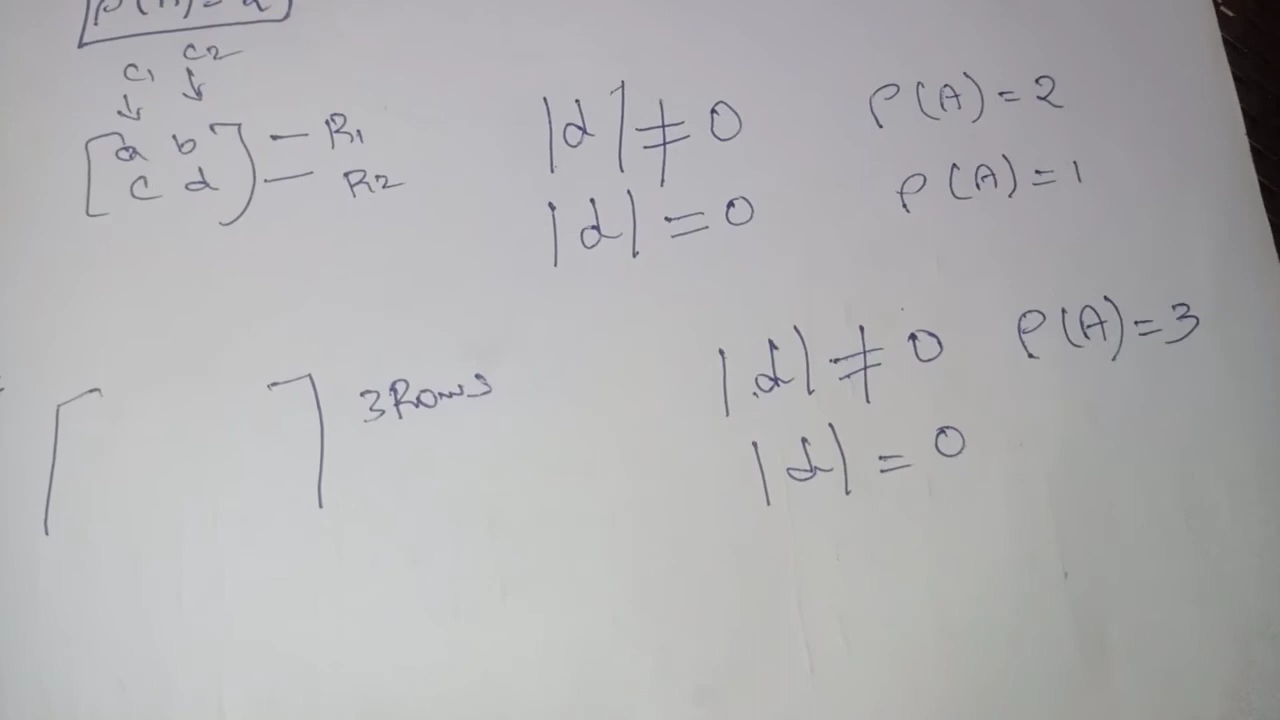 ρ(A) = 2
C1 C2
↓ ↓
[a b] — R1
[c d] — R2
|d| ≠ 0 ρ(A) = 2
|d| = 0 ρ(A) = 1
[ ] 3 Rows
|d| ≠ 0 ρ(A) = 3
|d| = 0